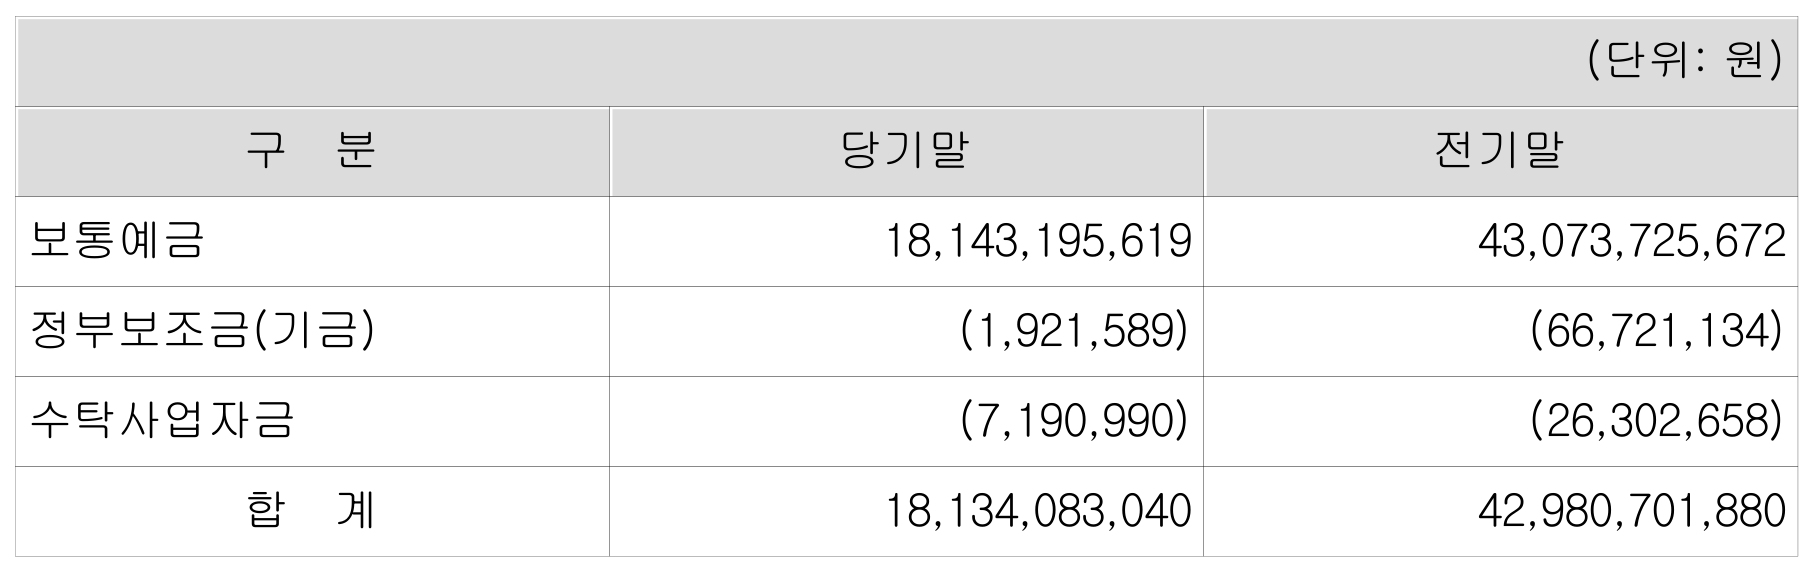 (단위: 원)
구 분 당기말 전기말
보통예금 18,143,195,619 43,073,725,672
정부보조금(기금) (1,921,589) (66,721,134)
수탁사업자금 (7,190,990) (26,302,658)
합 계 18,134,083,040 42,980,701,880